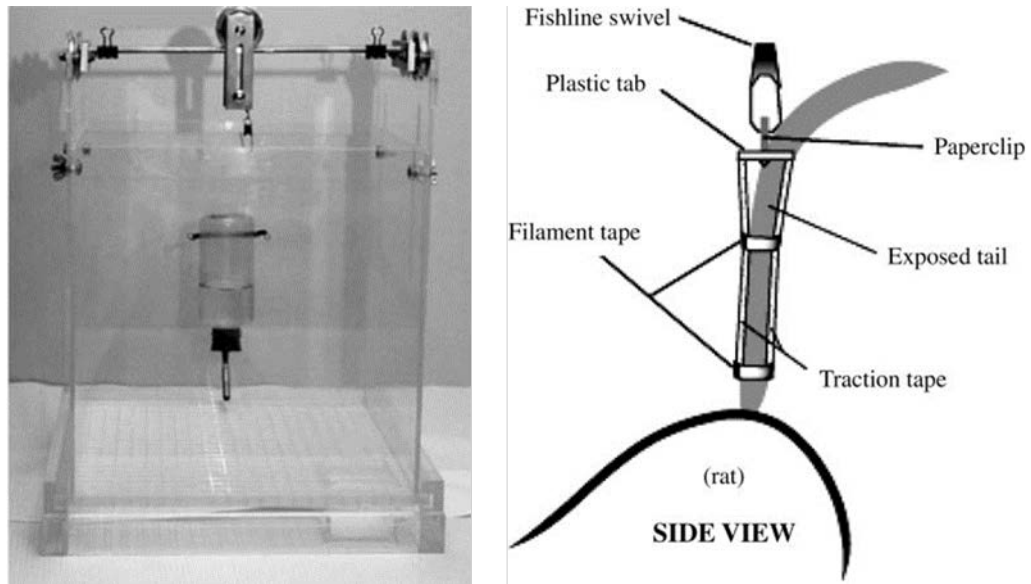 Fishline swivel
Plastic tab
Paperclip
Filament tape
Exposed tail
Traction tape
(rat)
SIDE VIEW